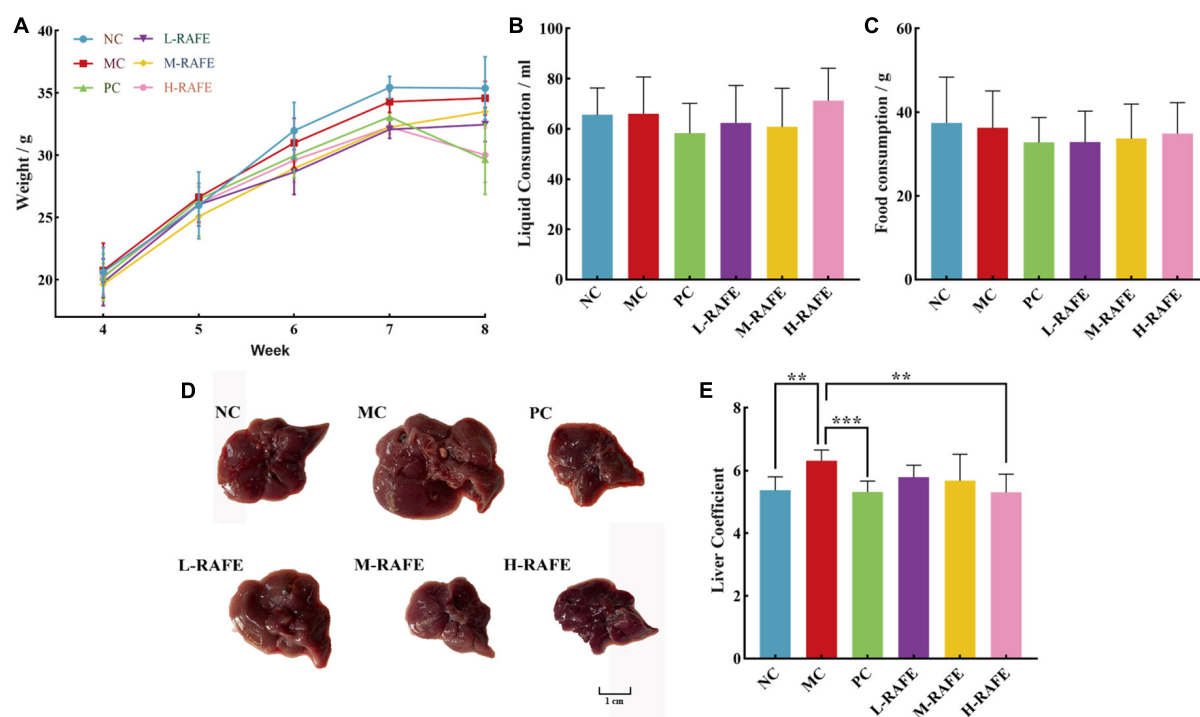 A
40
35
30
25
20
Weight / g
NC
MC
PC
L-RAFE
M-RAFE
H-RAFE
4
5
6
7
8
Week
B
100
80
60
40
20
0
Liquid Consumption / ml
NC
MC
PC
L-RAFE
M-RAFE
H-RAFE
C
60
40
20
0
Food consumption / g
NC
MC
PC
L-RAFE
M-RAFE
H-RAFE
D
NC
MC
PC
L-RAFE
M-RAFE
H-RAFE
1 cm
E
8
6
4
2
0
Liver Coefficient
**
***
**
NC
MC
PC
L-RAFE
M-RAFE
H-RAFE